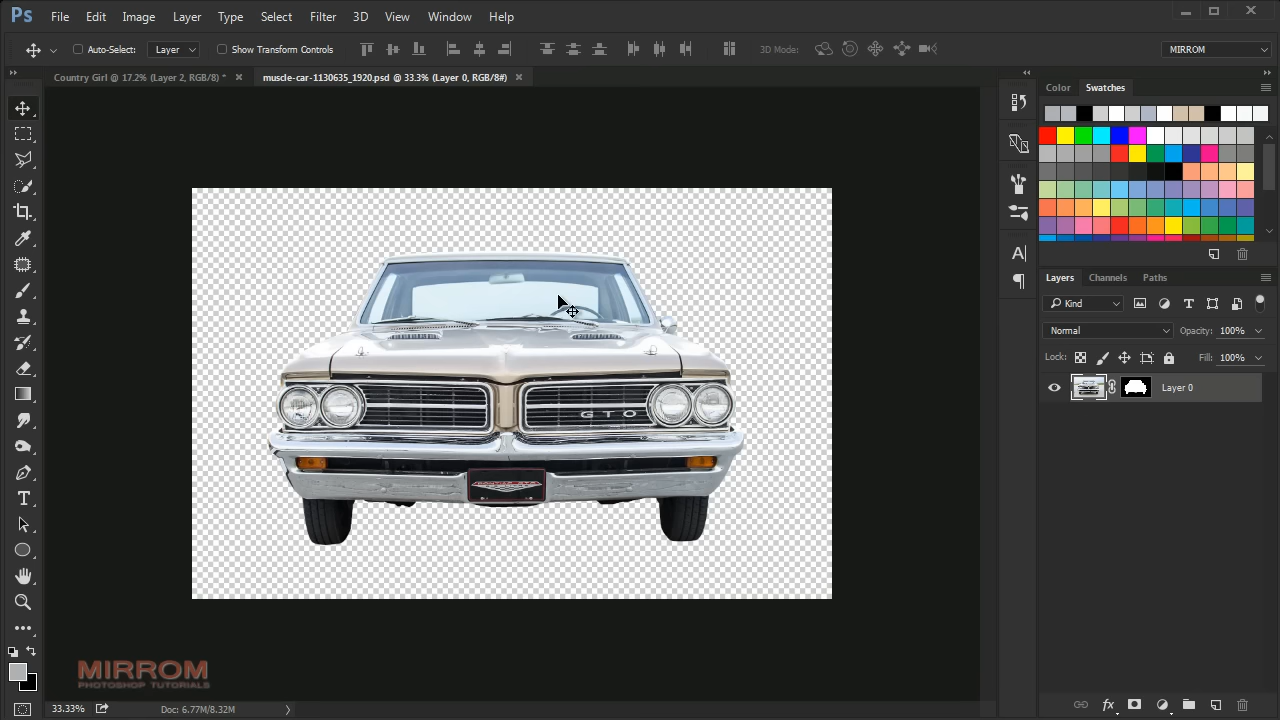 Ps File Edit Image Layer Type Select Filter 3D View Window Help
Auto-Select: Layer Show Transform Controls 3D Mode: MIRROM
Country Girl @ 17.2% (Layer 2, RGB/8) * × muscle-car-1130635_1920.psd @ 33.3% (Layer 0, RGB/8#) ×
Color Swatches
Layers Channels Paths
Kind
Normal Opacity: 100%
Lock: Fill: 100%
Layer 0
GTO
MIRROM
PHOTOSHOP TUTORIALS
33.33% Doc: 6.77M/8.32M